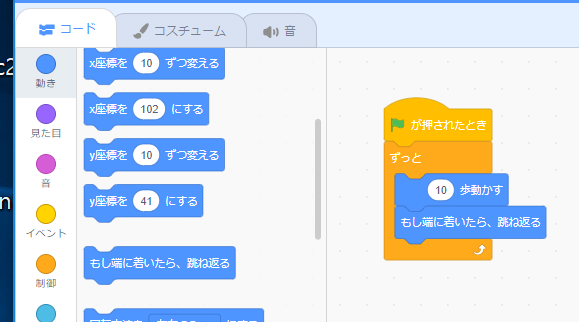 コード
コスチューム
音
動き
見た目
音
イベント
制御
x座標を 10 ずつ変える
x座標を 102 にする
y座標を 10 ずつ変える
y座標を 41 にする
もし端に着いたら、跳ね返る
が押されたとき
ずっと
10 歩動かす
もし端に着いたら、跳ね返る